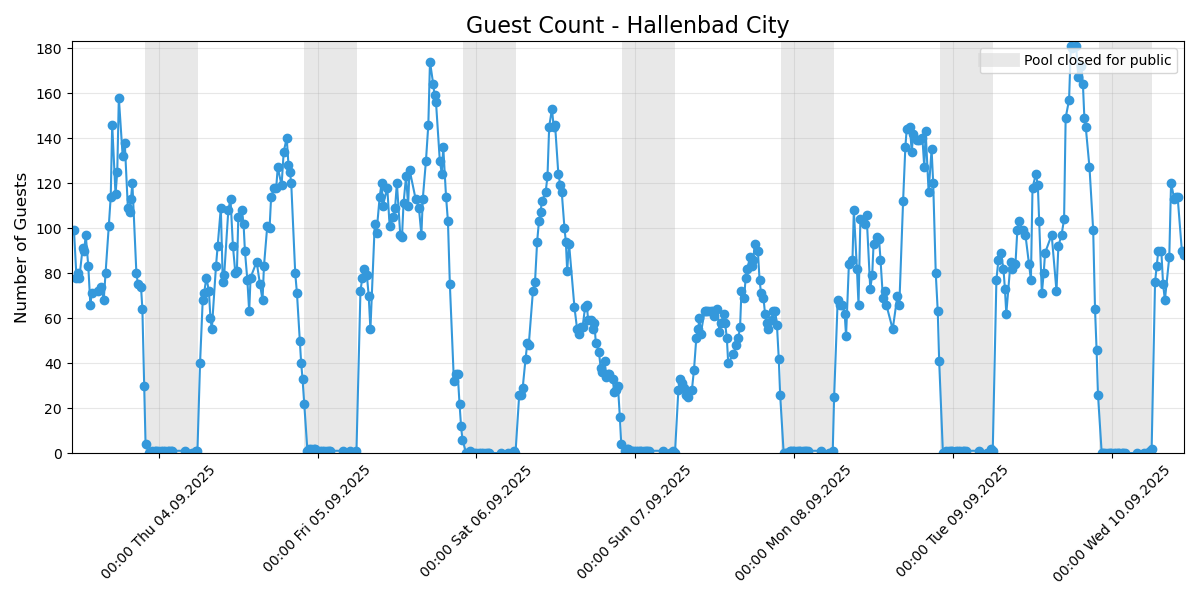 Guest Count - Hallenbad City
Pool closed for public
Number of Guests
180
160
140
120
100
80
60
40
20
0
00:00 Thu 04.09.2025
00:00 Fri 05.09.2025
00:00 Sat 06.09.2025
00:00 Sun 07.09.2025
00:00 Mon 08.09.2025
00:00 Tue 09.09.2025
00:00 Wed 10.09.2025